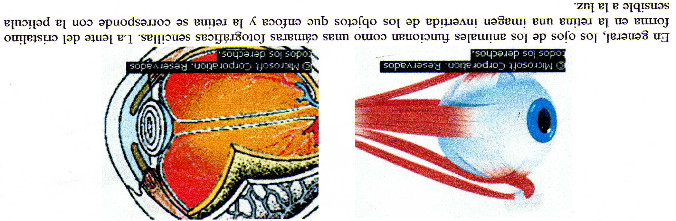 © Microsoft Corporation. Reservados
todos los derechos.
© Microsoft Corporation. Reservados
todos los derechos.
En general, los ojos de los animales funcionan como unas cámaras fotográficas sencillas. La lente del cristalino
forma en la retina una imagen invertida de los objetos que enfoca y la retina se corresponde con la película
sensible a la luz.